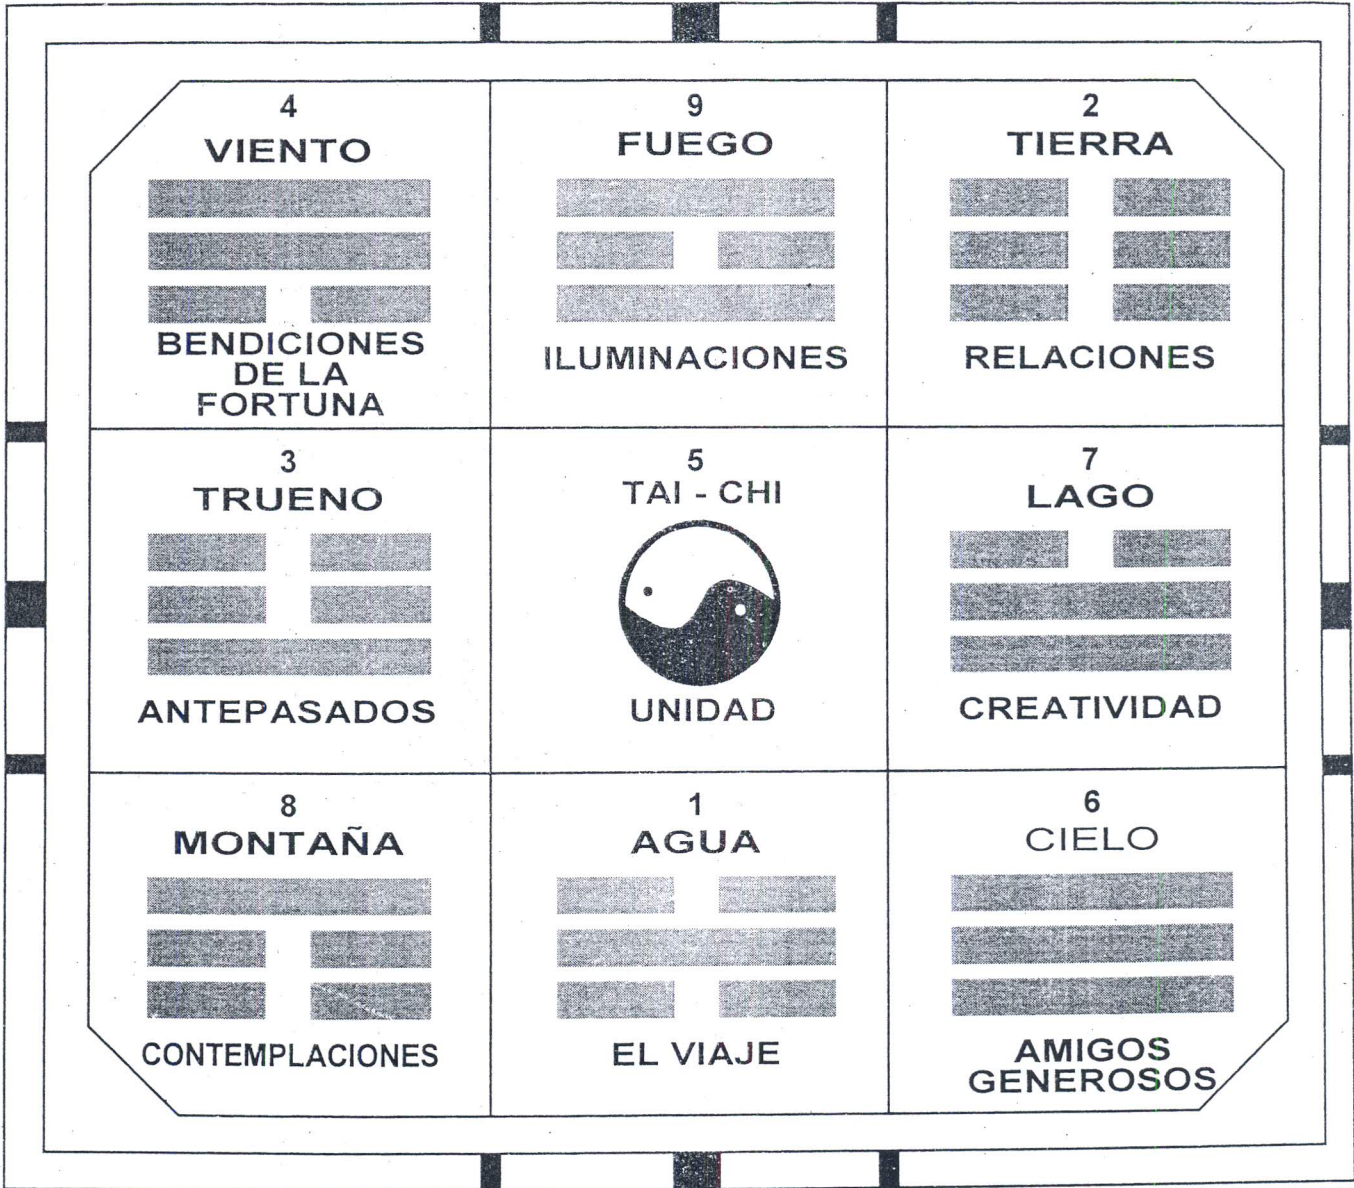 4
VIENTO
BENDICIONES
DE LA
FORTUNA
9
FUEGO
ILUMINACIONES
2
TIERRA
RELACIONES
3
TRUENO
ANTEPASADOS
5
TAI - CHI
UNIDAD
7
LAGO
CREATIVIDAD
8
MONTAÑA
CONTEMPLACIONES
1
AGUA
EL VIAJE
6
CIELO
AMIGOS
GENEROSOS